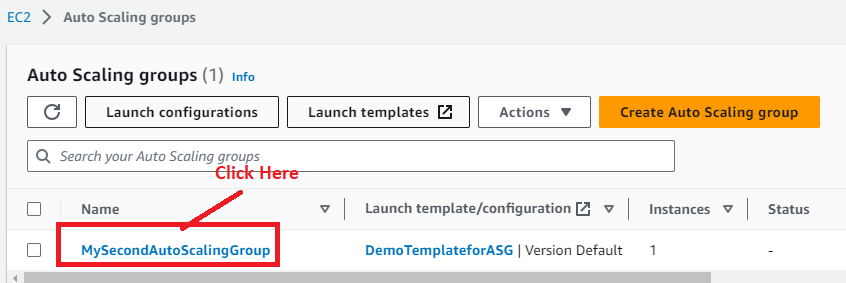 EC2 > Auto Scaling groups
Auto Scaling groups (1) Info
Launch configurations Launch templates Actions Create Auto Scaling group
Search your Auto Scaling groups
Click Here
Name Launch template/configuration Instances Status
MySecondAutoScalingGroup DemoTemplateforASG | Version Default 1 -